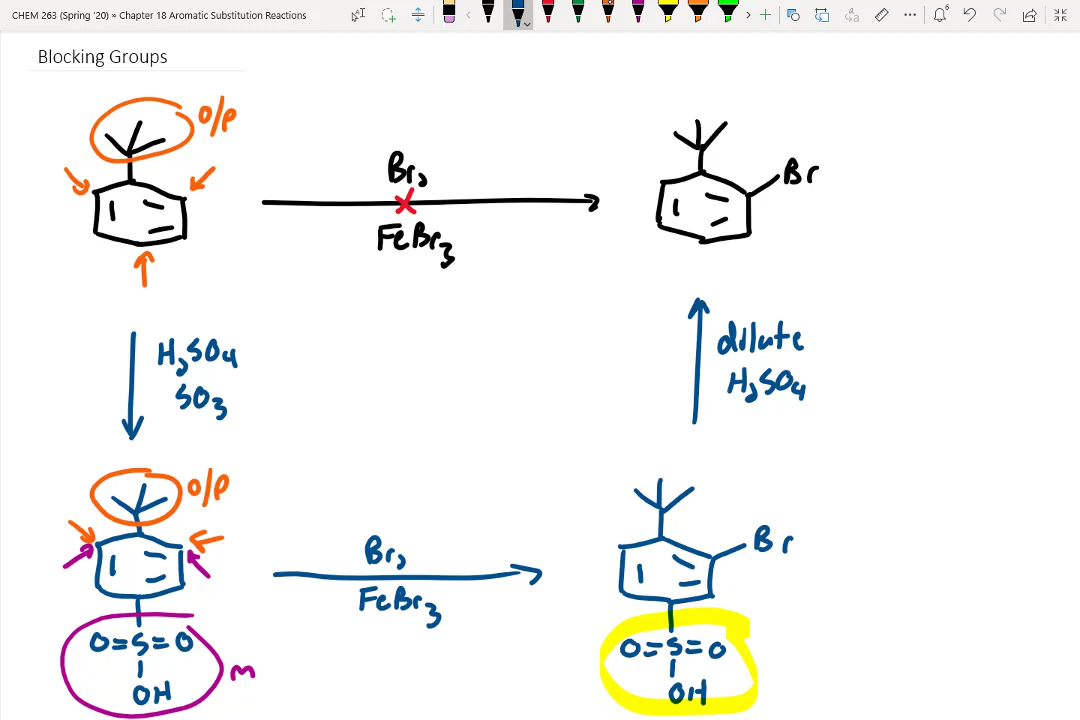 CHEM 263 (Spring '20) » Chapter 18 Aromatic Substitution Reactions
6
Blocking Groups
O/P
Br₂
FeBr₃
Br
H₂SO₄
SO₃
dilute
H₂SO₄
O/P
Br₂
FeBr₃
Br
O=S=O
OH
m
O=S=O
OH